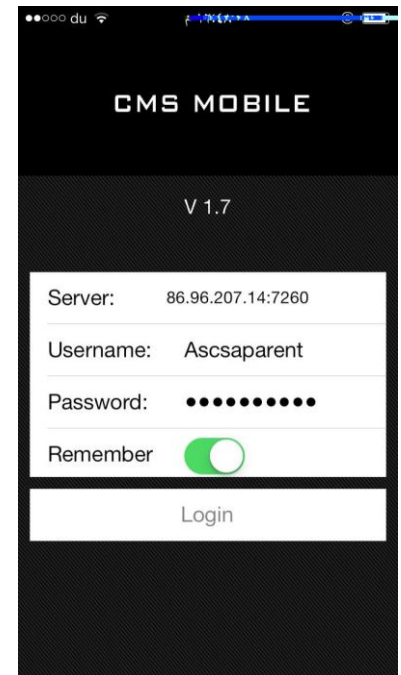 du
CMS MOBILE
V 1.7
Server: 86.96.207.14:7260
Username: Ascsaparent
Password: ●●●●●●●●●●
Remember
Login